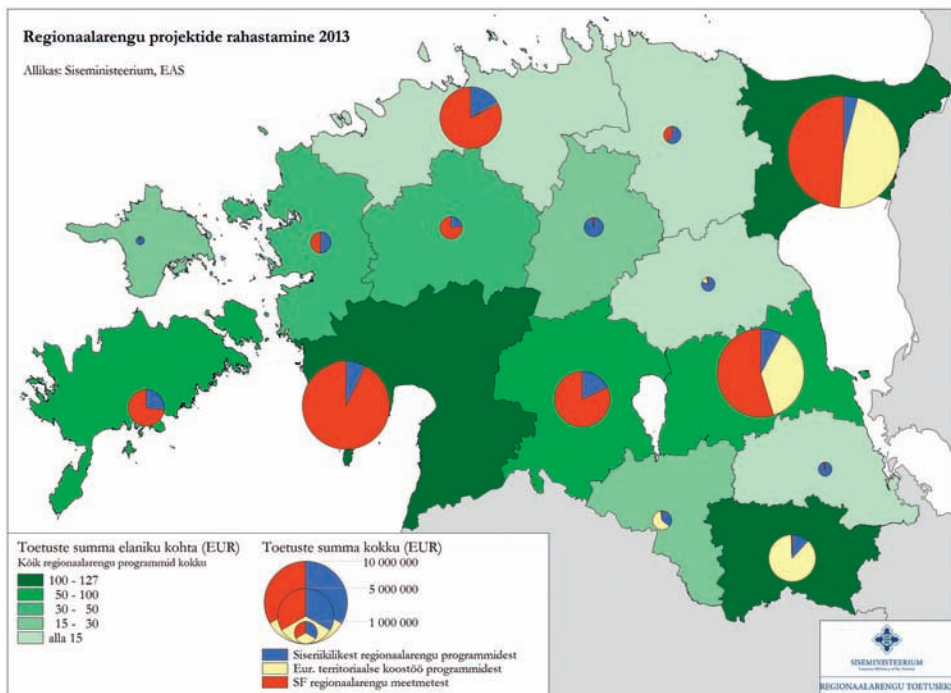 Regionaalarengu projektide rahastamine 2013
Allikas: Siseministeerium, EAS
Toetuste summa elaniku kohta (EUR)
Kõik regionaalarengu programmid kokku
100 - 127
50 - 100
30 - 50
15 - 30
alla 15
Toetuste summa kokku (EUR)
10 000 000
5 000 000
1 000 000
Siseriikilikest regionaalarengu programmidest
Eur. territoriaalse koostöö programmidest
SF regionaalarengu meetmetest
SISEMINISTEERIUM
REGIONAALARENGU TOETUSEKS